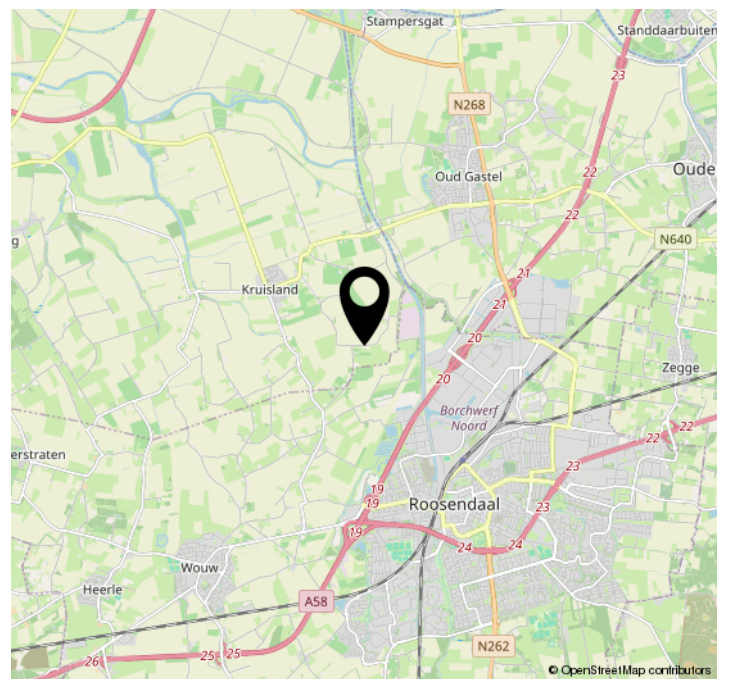 Stampersgat
Standdaarbuiten
23
N268
Oud Gastel
22
Oude
22
N640
g
21
Kruisland
21
20
Zegge
20
Borchwerf
Noord
22
22
erstraten
23
19
19
Roosendaal
23
19
24
24
Wouw
Heerle
A58
N262
26
25
25
© OpenStreetMap contributors